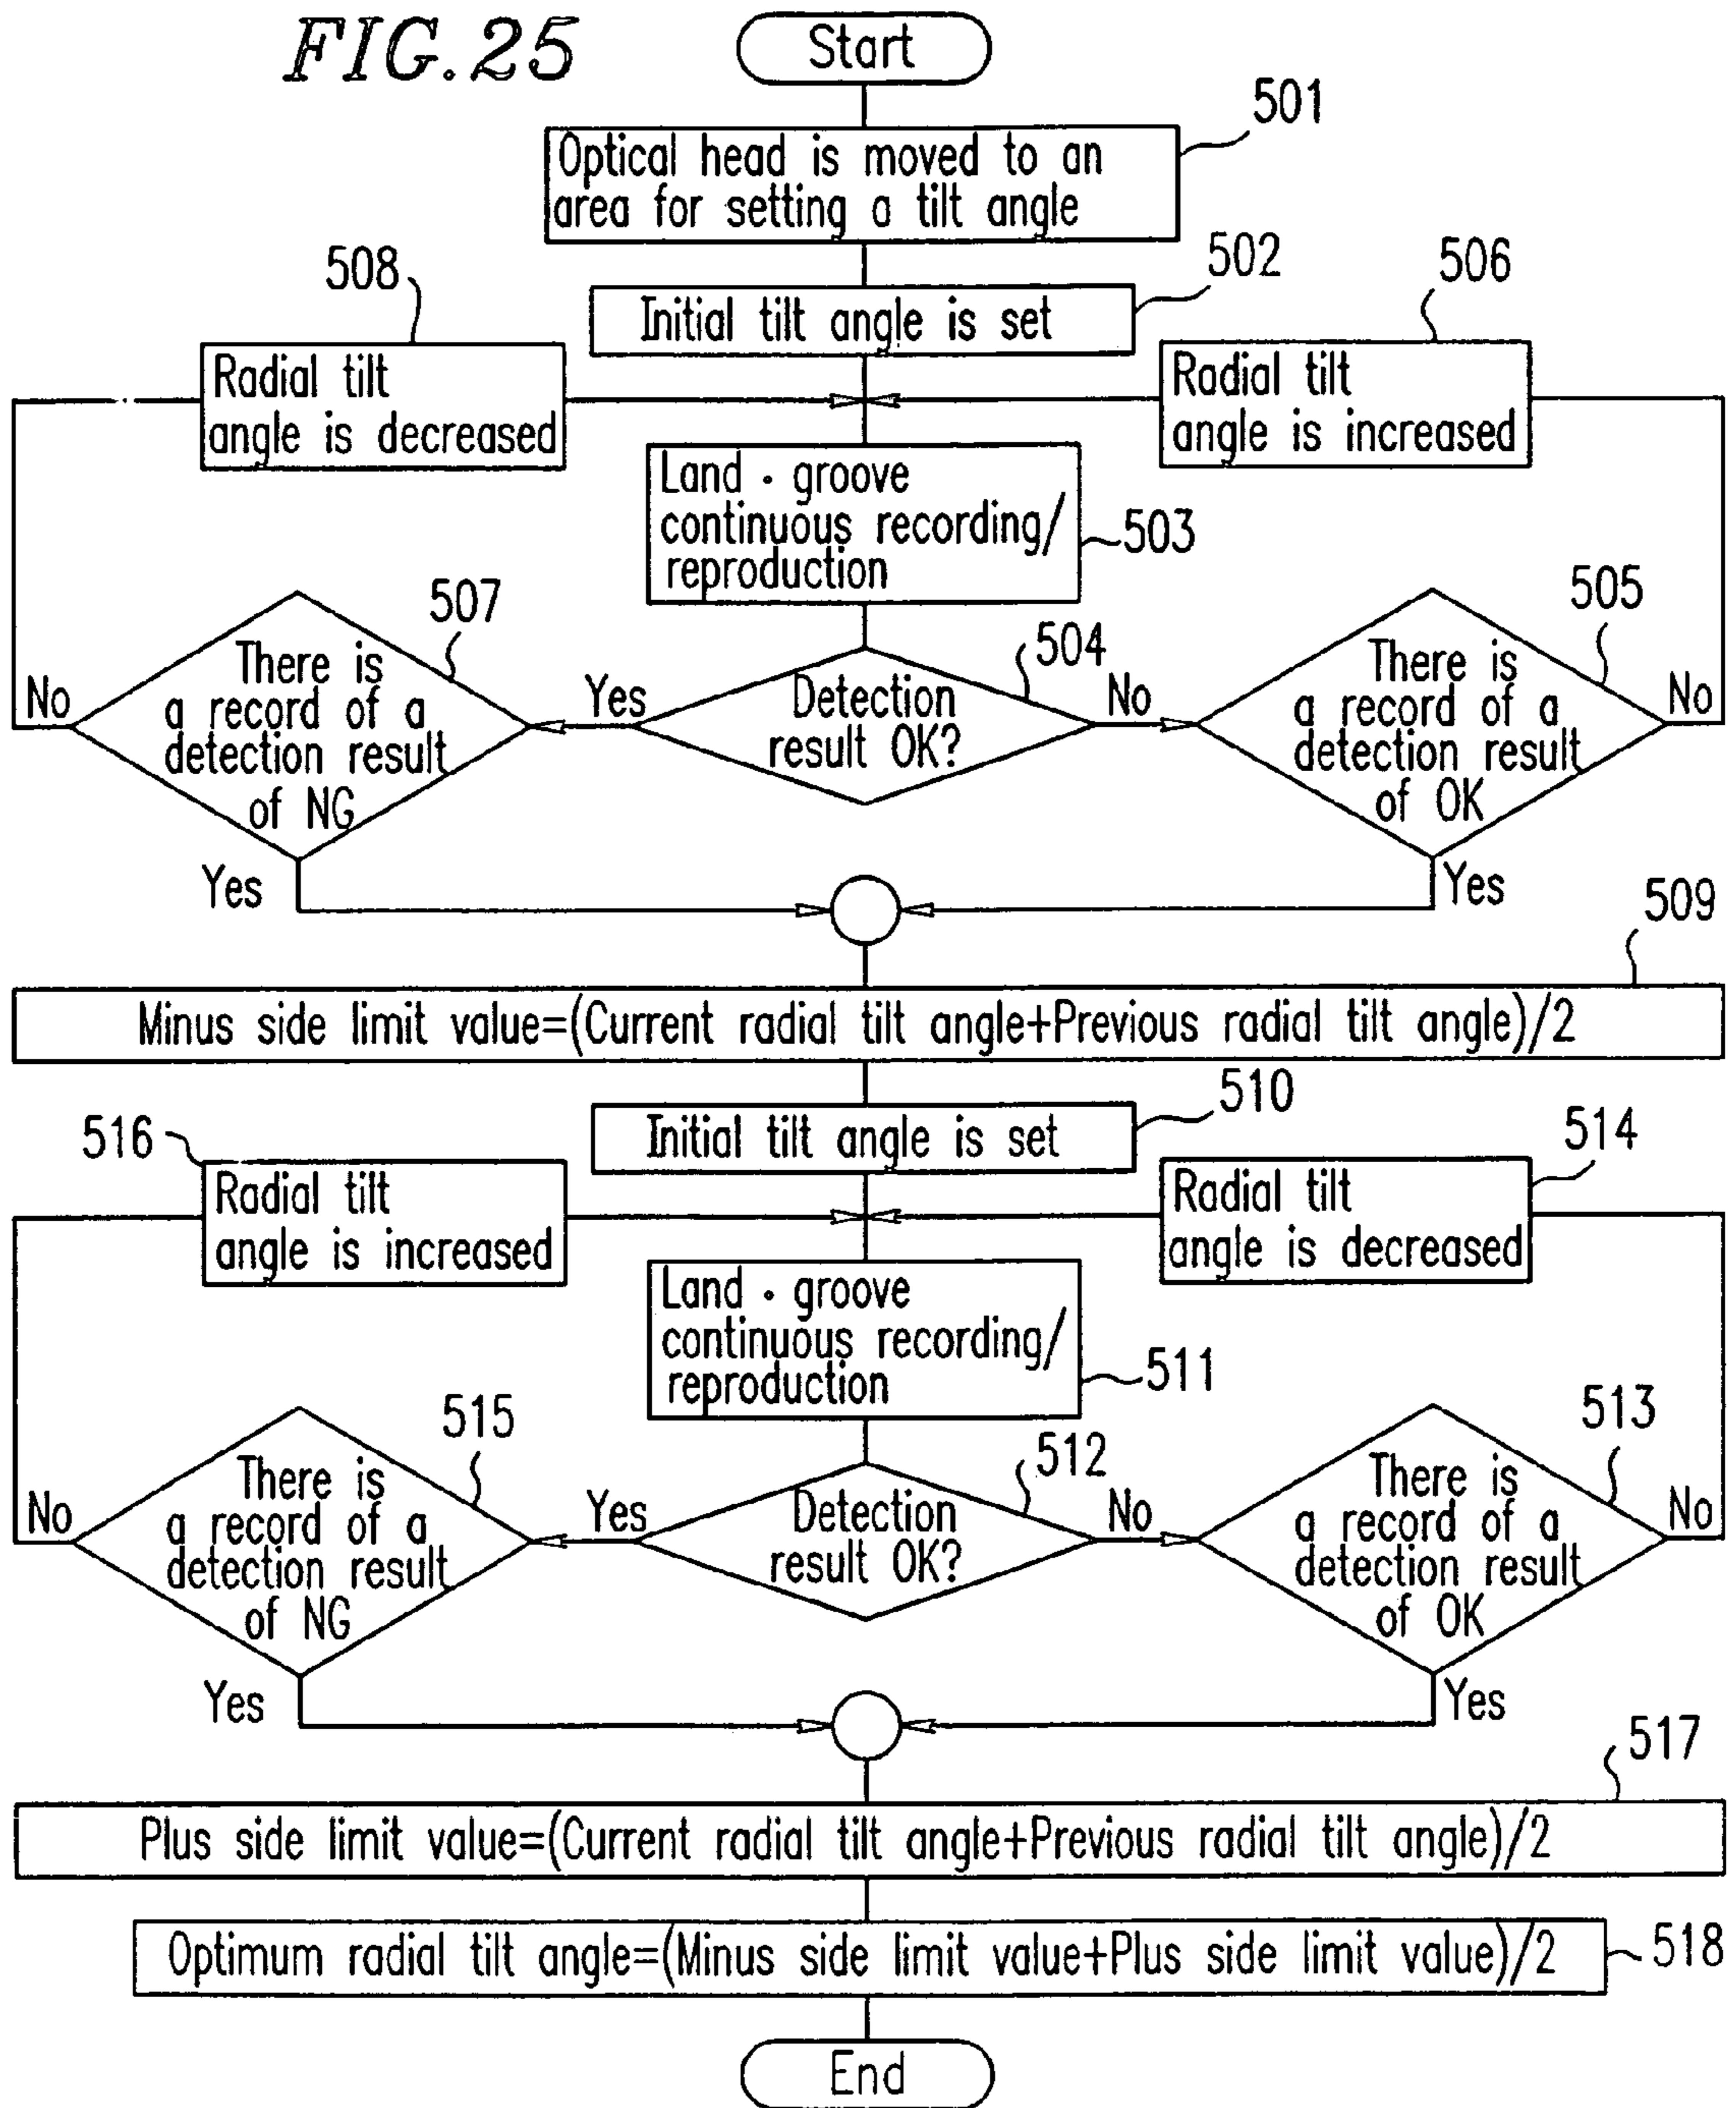 FIG.25
Start
501
Optical head is moved to an
area for setting a tilt angle
502
Initial tilt angle is set
508
Radial tilt
angle is decreased
506
Radial tilt
angle is increased
Land · groove
continuous recording/
reproduction
503
507
There is
a record of a
detection result
of NG
No
Yes
504
Detection
result OK?
Yes
No
505
There is
a record of a
detection result
of OK
No
Yes
509
Minus side limit value=(Current radial tilt angle+Previous radial tilt angle)/2
510
Initial tilt angle is set
516
Radial tilt
angle is increased
514
Radial tilt
angle is decreased
Land · groove
continuous recording/
reproduction
511
515
There is
a record of a
detection result
of NG
No
Yes
512
Detection
result OK?
Yes
No
513
There is
a record of a
detection result
of OK
No
Yes
517
Plus side limit value=(Current radial tilt angle+Previous radial tilt angle)/2
Optimum radial tilt angle=(Minus side limit value+Plus side limit value)/2
518
End